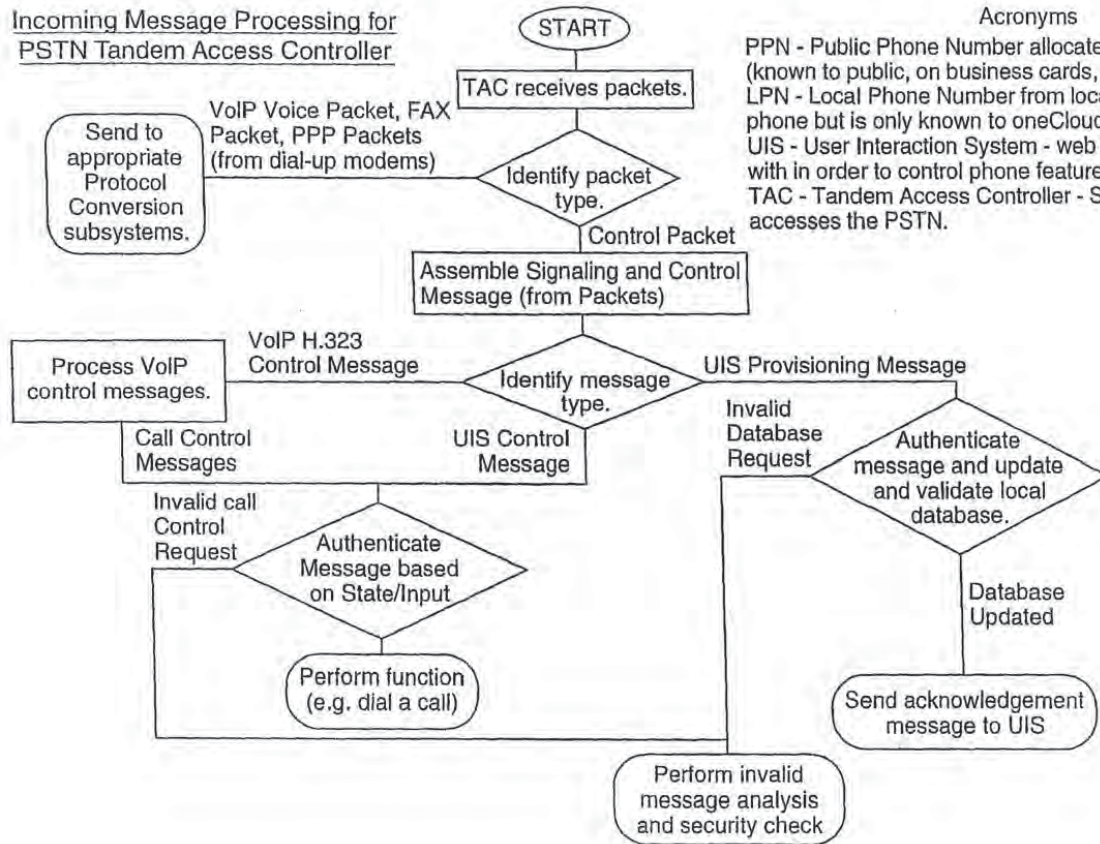 Incoming Message Processing for
PSTN Tandem Access Controller
START
Acronyms
PPN - Public Phone Number allocate
(known to public, on business cards,
LPN - Local Phone Number from loca
phone but is only known to oneCloud
UIS - User Interaction System - web
with in order to control phone feature
TAC - Tandem Access Controller - S
accesses the PSTN.
TAC receives packets.
VoIP Voice Packet, FAX
Packet, PPP Packets
(from dial-up modems)
Send to
appropriate
Protocol
Conversion
subsystems.
Identify packet
type.
Control Packet
Assemble Signaling and Control
Message (from Packets)
VoIP H.323
Control Message
Process VoIP
control messages.
Identify message
type.
UIS Provisioning Message
Call Control
Messages
UIS Control
Message
Invalid
Database
Request
Authenticate
message and update
and validate local
database.
Invalid call
Control
Request
Authenticate
Message based
on State/Input
Database
Updated
Perform function
(e.g. dial a call)
Send acknowledgement
message to UIS
Perform invalid
message analysis
and security check